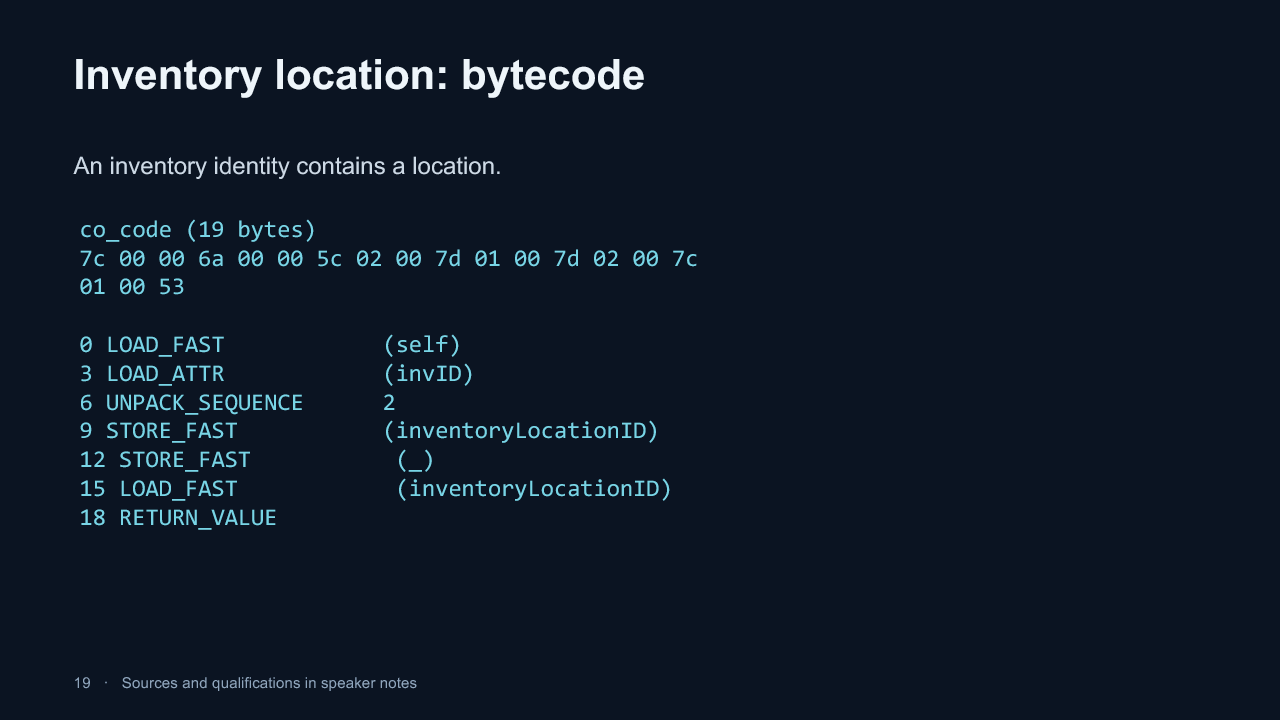 Inventory location: bytecode
An inventory identity contains a location.
co_code (19 bytes)
7c 00 00 6a 00 00 5c 02 00 7d 01 00 7d 02 00 7c
01 00 53
0 LOAD_FAST (self)
3 LOAD_ATTR (invID)
6 UNPACK_SEQUENCE 2
9 STORE_FAST (inventoryLocationID)
12 STORE_FAST (_)
15 LOAD_FAST (inventoryLocationID)
18 RETURN_VALUE
19 · Sources and qualifications in speaker notes